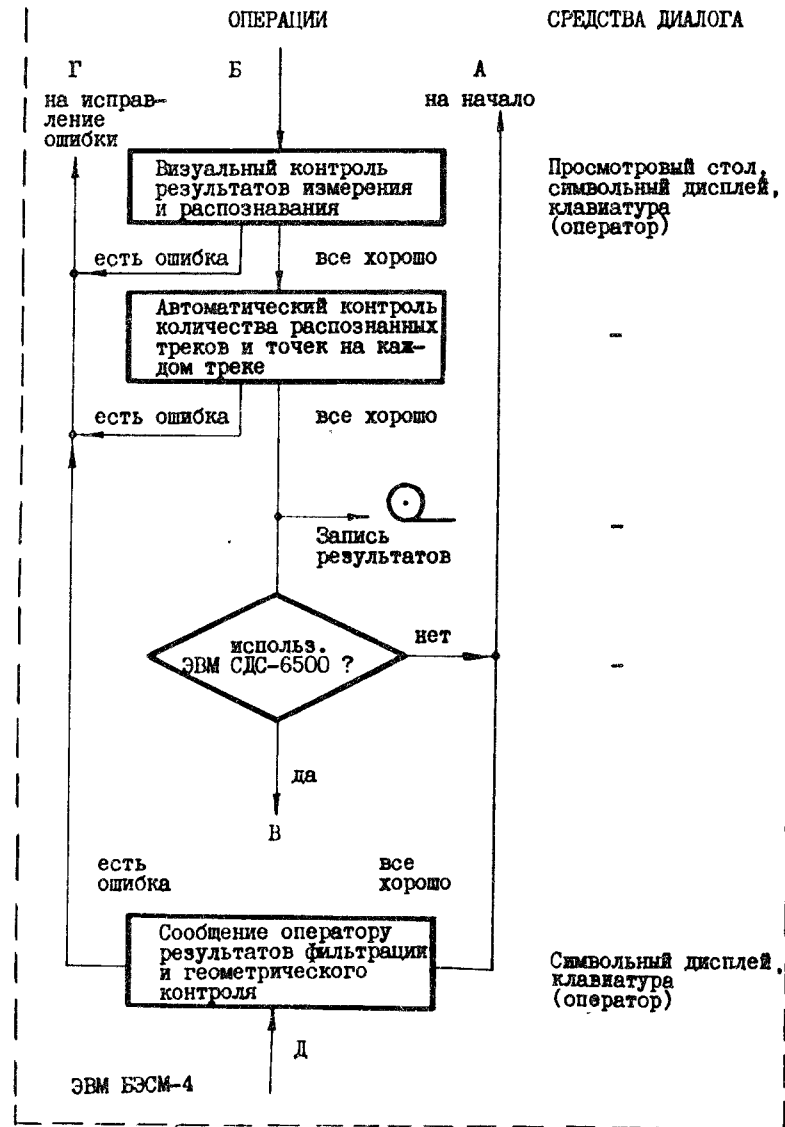 ОПЕРАЦИИ
СРЕДСТВА ДИАЛОГА
Г
Б
А
на исправ-
ление
ошибки
на начало
Визуальный контроль
результатов измерения
и распознавания
Просмотровый стол,
символьный дисплей,
клавиатура
(оператор)
есть ошибка
все хорошо
Автоматический контроль
количества распознанных
треков и точек на каж-
дом треке
–
есть ошибка
все хорошо
Запись
результатов
–
использ.
ЭВМ СДС-6500 ?
нет
–
да
В
есть
ошибка
все
хорошо
Сообщение оператору
результатов фильтрации
и геометрического
контроля
Символьный дисплей,
клавиатура
(оператор)
Д
ЭВМ БЭСМ-4